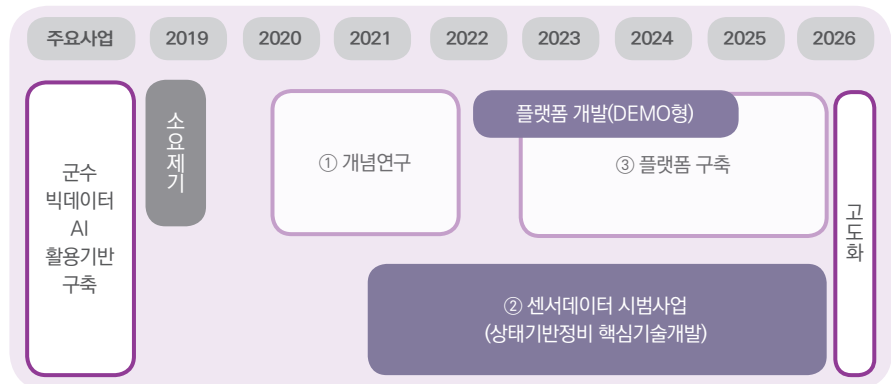 주요사업 2019 2020 2021 2022 2023 2024 2025 2026
군수
빅데이터
AI
활용기반
구축
소요제기
① 개념연구
플랫폼 개발(DEMO형)
③ 플랫폼 구축
② 센서데이터 시범사업
(상태기반정비 핵심기술개발)
고도화